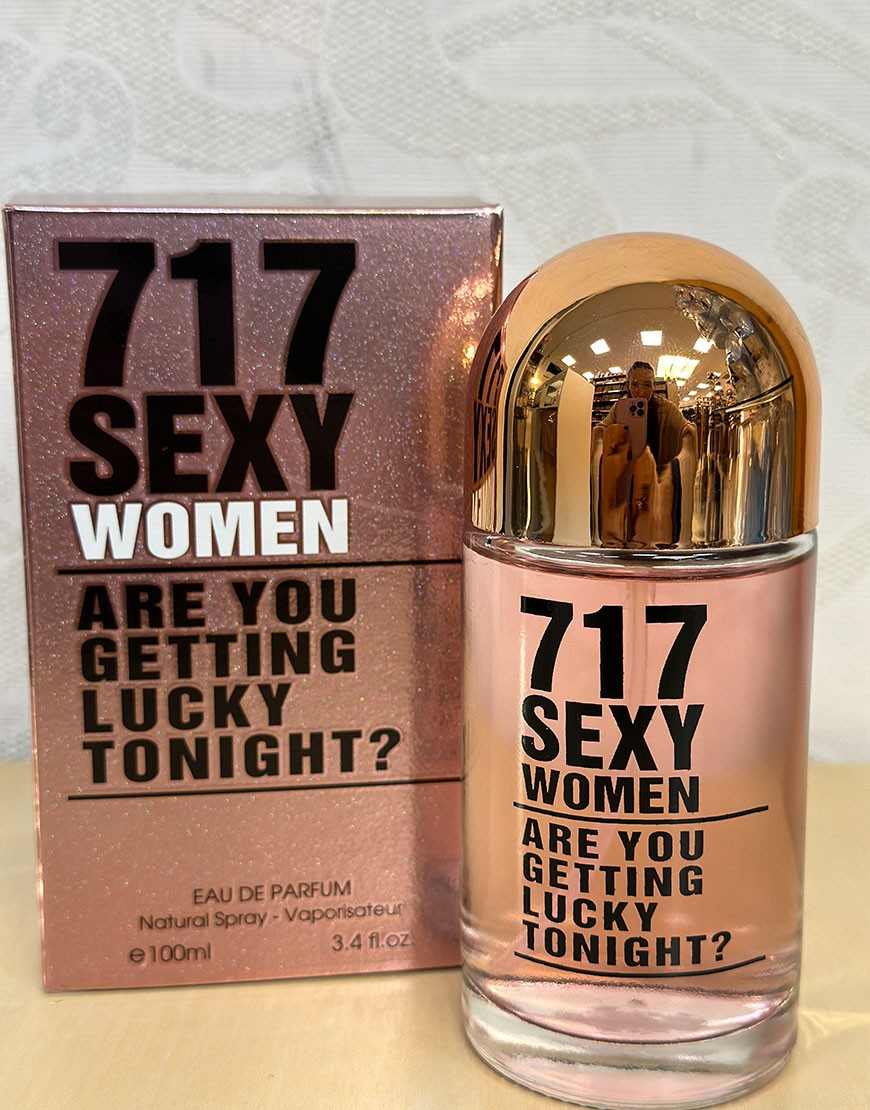 717
SEXY
WOMEN
ARE YOU
GETTING
LUCKY
TONIGHT?
EAU DE PARFUM
Natural Spray - Vaporisateur
e 100ml 3.4 fl.oz.
717
SEXY
WOMEN
ARE YOU
GETTING
LUCKY
TONIGHT?